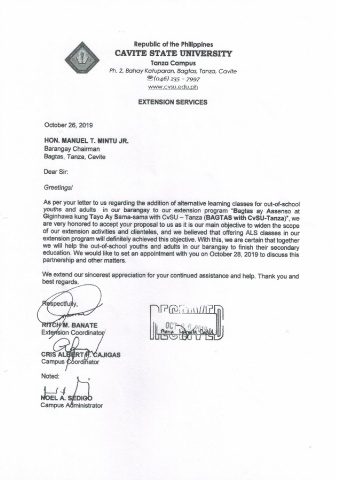 Republic of the Philippines
CAVITE STATE UNIVERSITY
Tanza Campus
Ph. 2, Bahay Katuparan, Bagtas, Tanza, Cavite
(046) 235 - 7997
www.cvsu.edu.ph
EXTENSION SERVICES
October 26, 2019
HON. MANUEL T. MINTU JR.
Barangay Chairman
Bagtas, Tanza, Cavite
Dear Sir:
Greetings!
As per your letter to us regarding the addition of alternative learning classes for out-of-school
youths and adults in our barangay to our extension program "Bagtas ay Aasenso at
Giginhawa kung Tayo Ay Sama-sama with CvSU – Tanza (BAGTAS with CvSU-Tanza)", we
are very honored to accept your proposal to us as it is our main objective to widen the scope
of our extension activities and clienteles, and we believed that offering ALS classes in our
extension program will definitely achieved this objective. With this, we are certain that together
we will help the out-of-school youths and adults in our barangay to finish their secondary
education. We would like to set an appointment with you on October 28, 2019 to discuss this
partnership and other matters.
We extend our sincerest appreciation for your continued assistance and help. Thank you and
best regards.
Respectfully,
RECEIVED
RITCH M. BANATE
Extension Coordinator
CRIS ALBERT CAJIGAS
Campus Coordinator
Noted:
NOEL A. SEDIGO
Campus Administrator